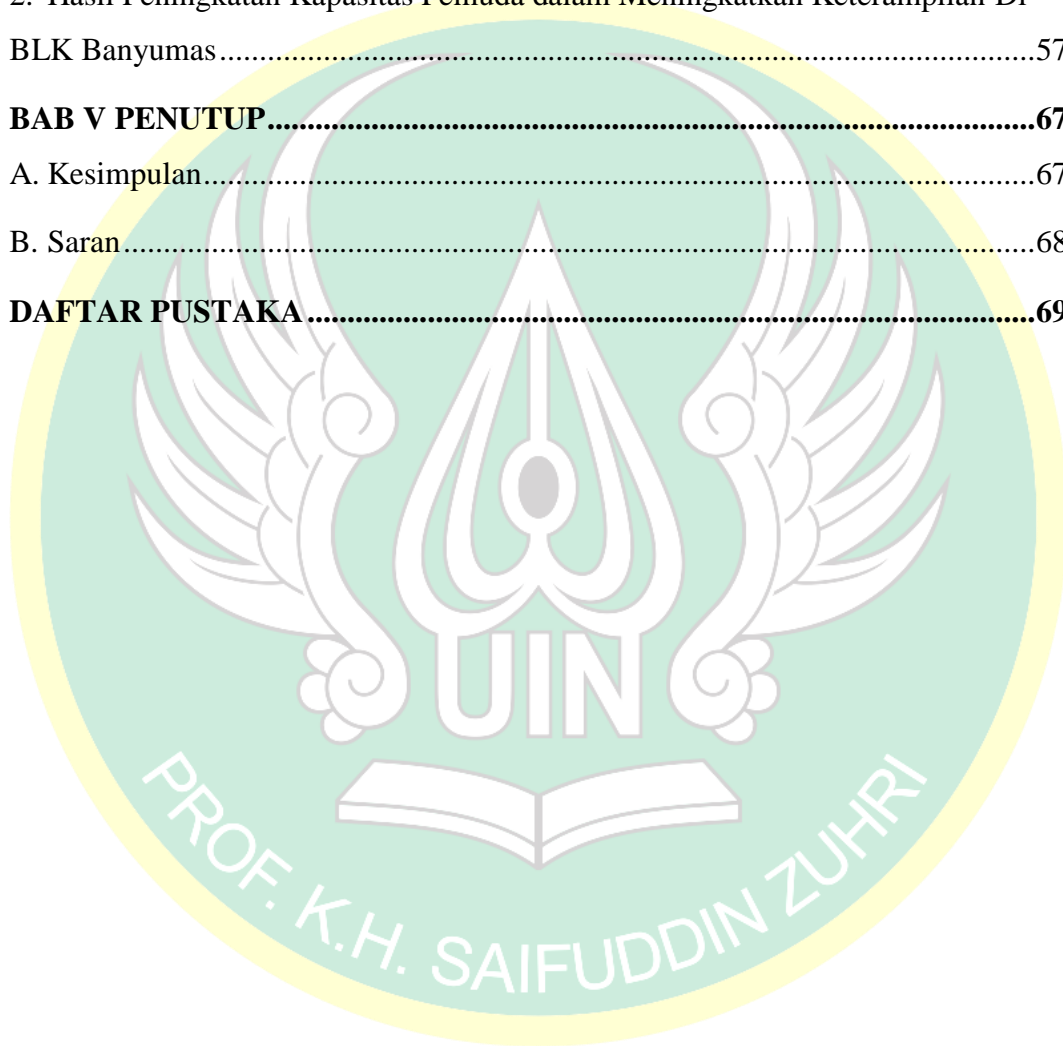 2. Hasil Peningkatan Kapasitas Pemuda dalam Meningkatkan Keterampilan Di
BLK Banyumas....................................................................................57
BAB V PENUTUP..............................................................................67
A. Kesimpulan.....................................................................................67
B. Saran..............................................................................................68
DAFTAR PUSTAKA..........................................................................69
UIN
PROF. K.H. SAIFUDDIN ZUHRI